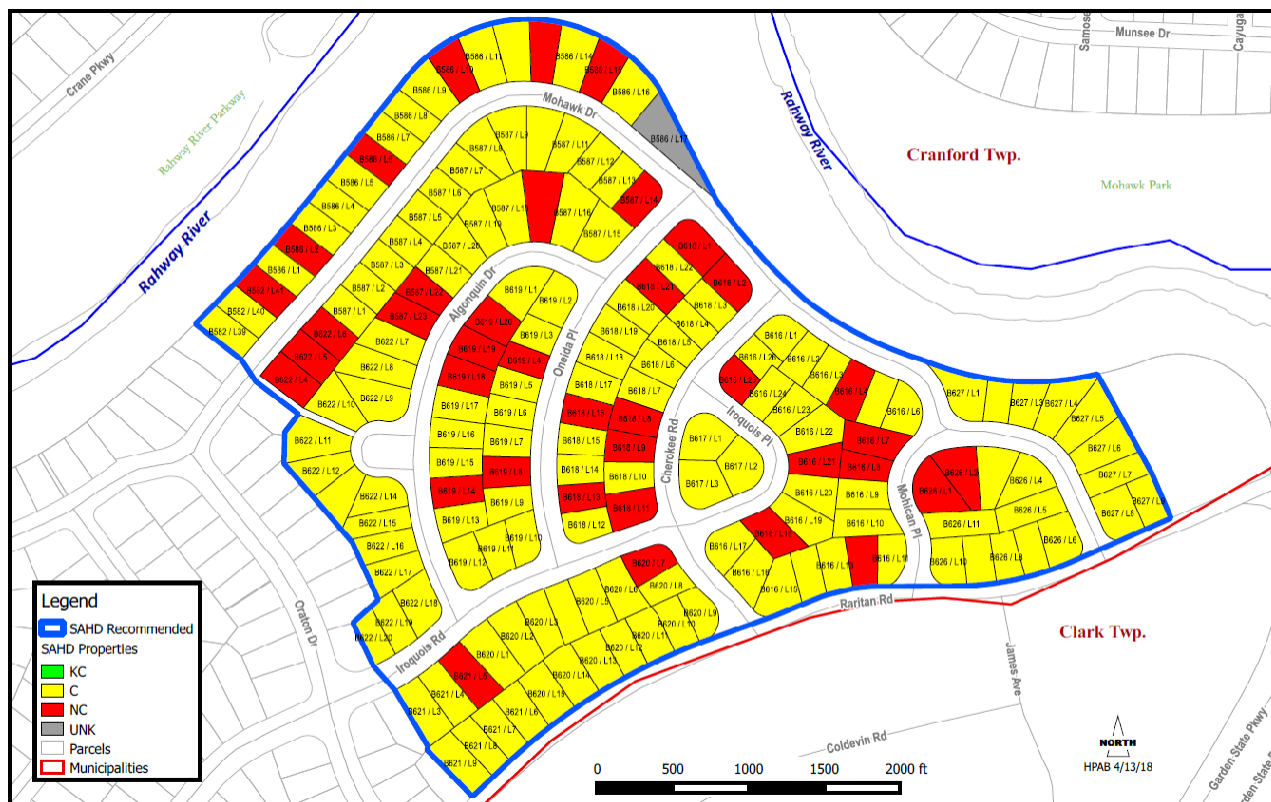 Crane Pkwy
Rahway River Parkway
Rahway River
Rahway River
Samose
Munsee Dr
Cayuga
Cranford Twp.
Mohawk Park
Mohawk Dr
Algonquin Dr
Oneida Pl
Cherokee Rd
Iroquois Pl
Mohican Pl
Raritan Rd
Iroquois Rd
Oraton Dr
James Ave
Coldevin Rd
Clark Twp.
Garden State Pkwy
B586 / L10
B586 / L11
B586 / L14
B586 / L16
B586 / L17
B586 / L9
B586 / L8
B586 / L7
B586 / L6
B586 / L5
B586 / L4
B586 / L3
B586 / L2
B586 / L1
B582 / L41
B582 / L40
B582 / L39
B587 / L9
B587 / L8
B587 / L7
B587 / L6
B587 / L5
B587 / L4
B587 / L3
B587 / L2
B587 / L1
B587 / L11
B587 / L12
B587 / L13
B587 / L14
B587 / L15
B587 / L16
B587 / L19
B587 / L20
B587 / L21
B587 / L22
B587 / L23
B622 / L6
B622 / L5
B622 / L4
B622 / L7
B622 / L8
B622 / L9
B622 / L10
B622 / L11
B622 / L12
B622 / L14
B622 / L15
B622 / L16
B622 / L17
B622 / L18
B622 / L19
B622 / L20
B619 / L1
B619 / L2
B619 / L3
B619 / L4
B619 / L5
B619 / L6
B619 / L7
B619 / L8
B619 / L9
B619 / L10
B619 / L11
B619 / L12
B619 / L13
B619 / L14
B619 / L15
B619 / L16
B619 / L17
B619 / L18
B619 / L19
B619 / L20
B618 / L1
B618 / L2
B618 / L3
B618 / L4
B618 / L5
B618 / L6
B618 / L7
B618 / L8
B618 / L9
B618 / L10
B618 / L11
B618 / L12
B618 / L13
B618 / L14
B618 / L15
B618 / L16
B618 / L17
B618 / L18
B618 / L19
B618 / L20
B618 / L21
B618 / L22
B617 / L1
B617 / L2
B617 / L3
B616 / L1
B616 / L2
B616 / L3
B616 / L4
B616 / L6
B616 / L7
B616 / L8
B616 / L9
B616 / L10
B616 / L11
B616 / L13
B616 / L17
B616 / L19
B616 / L20
B616 / L21
B616 / L22
B616 / L23
B616 / L24
B616 / L25
B616 / L26
B627 / L1
B627 / L3
B627 / L4
B627 / L5
B627 / L6
B627 / L7
B627 / L8
B627 / L9
B626 / L1
B626 / L4
B626 / L5
B626 / L6
B626 / L8
B626 / L10
B626 / L11
B620 / L1
B620 / L2
B620 / L3
B620 / L5
B620 / L6
B620 / L7
B620 / L8
B620 / L9
B620 / L10
B620 / L11
B620 / L12
B620 / L13
B620 / L14
B620 / L15
B621 / L3
B621 / L4
B621 / L5
B621 / L6
B621 / L7
B621 / L8
B621 / L9
Legend
SAHD Recommended
SAHD Properties
KC
C
NC
UNK
Parcels
Municipalities
0 500 1000 1500 2000 ft
NORTH
HPAB 4/13/18